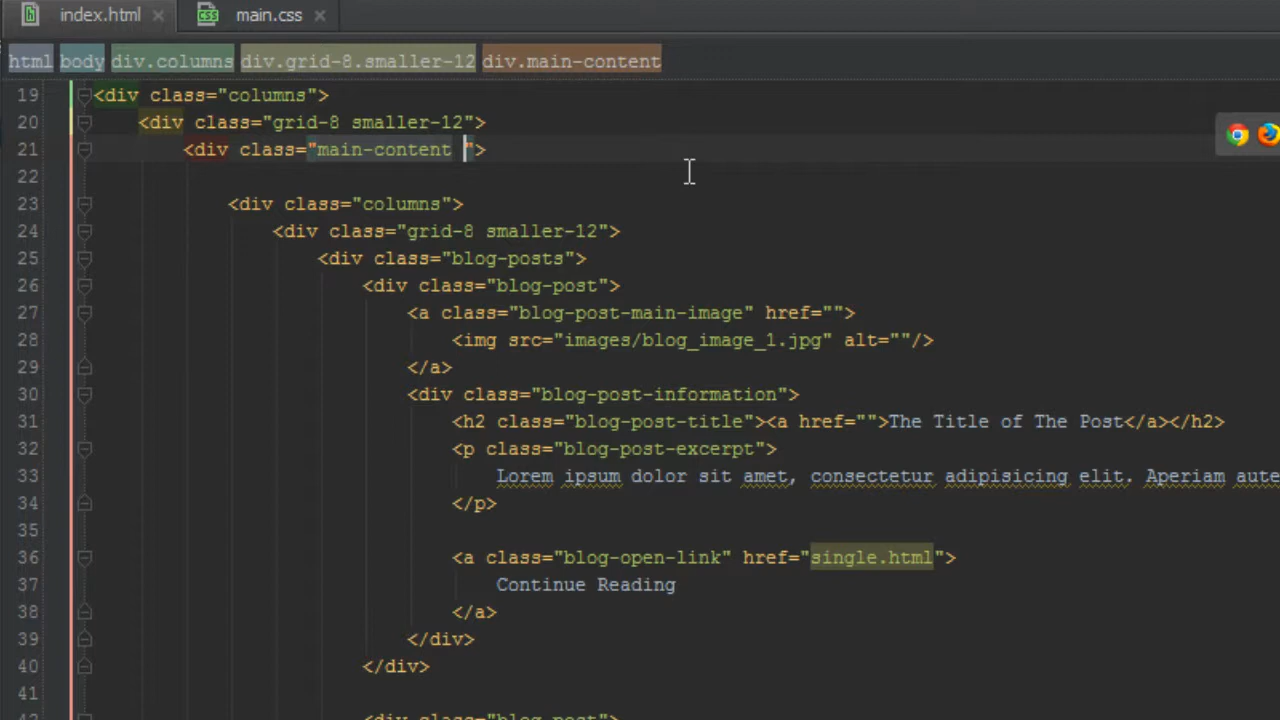 index.html main.css
html body div.columns div.grid-8.smaller-12 div.main-content
19 <div class="columns">
20 <div class="grid-8 smaller-12">
21 <div class="main-content ">
22
23 <div class="columns">
24 <div class="grid-8 smaller-12">
25 <div class="blog-posts">
26 <div class="blog-post">
27 <a class="blog-post-main-image" href="">
28 <img src="images/blog_image_1.jpg" alt=""/>
29 </a>
30 <div class="blog-post-information">
31 <h2 class="blog-post-title"><a href="">The Title of The Post</a></h2>
32 <p class="blog-post-excerpt">
33 Lorem ipsum dolor sit amet, consectetur adipisicing elit. Aperiam aute
34 </p>
35
36 <a class="blog-open-link" href="single.html">
37 Continue Reading
38 </a>
39 </div>
40 </div>
41
<div class="blog-post">